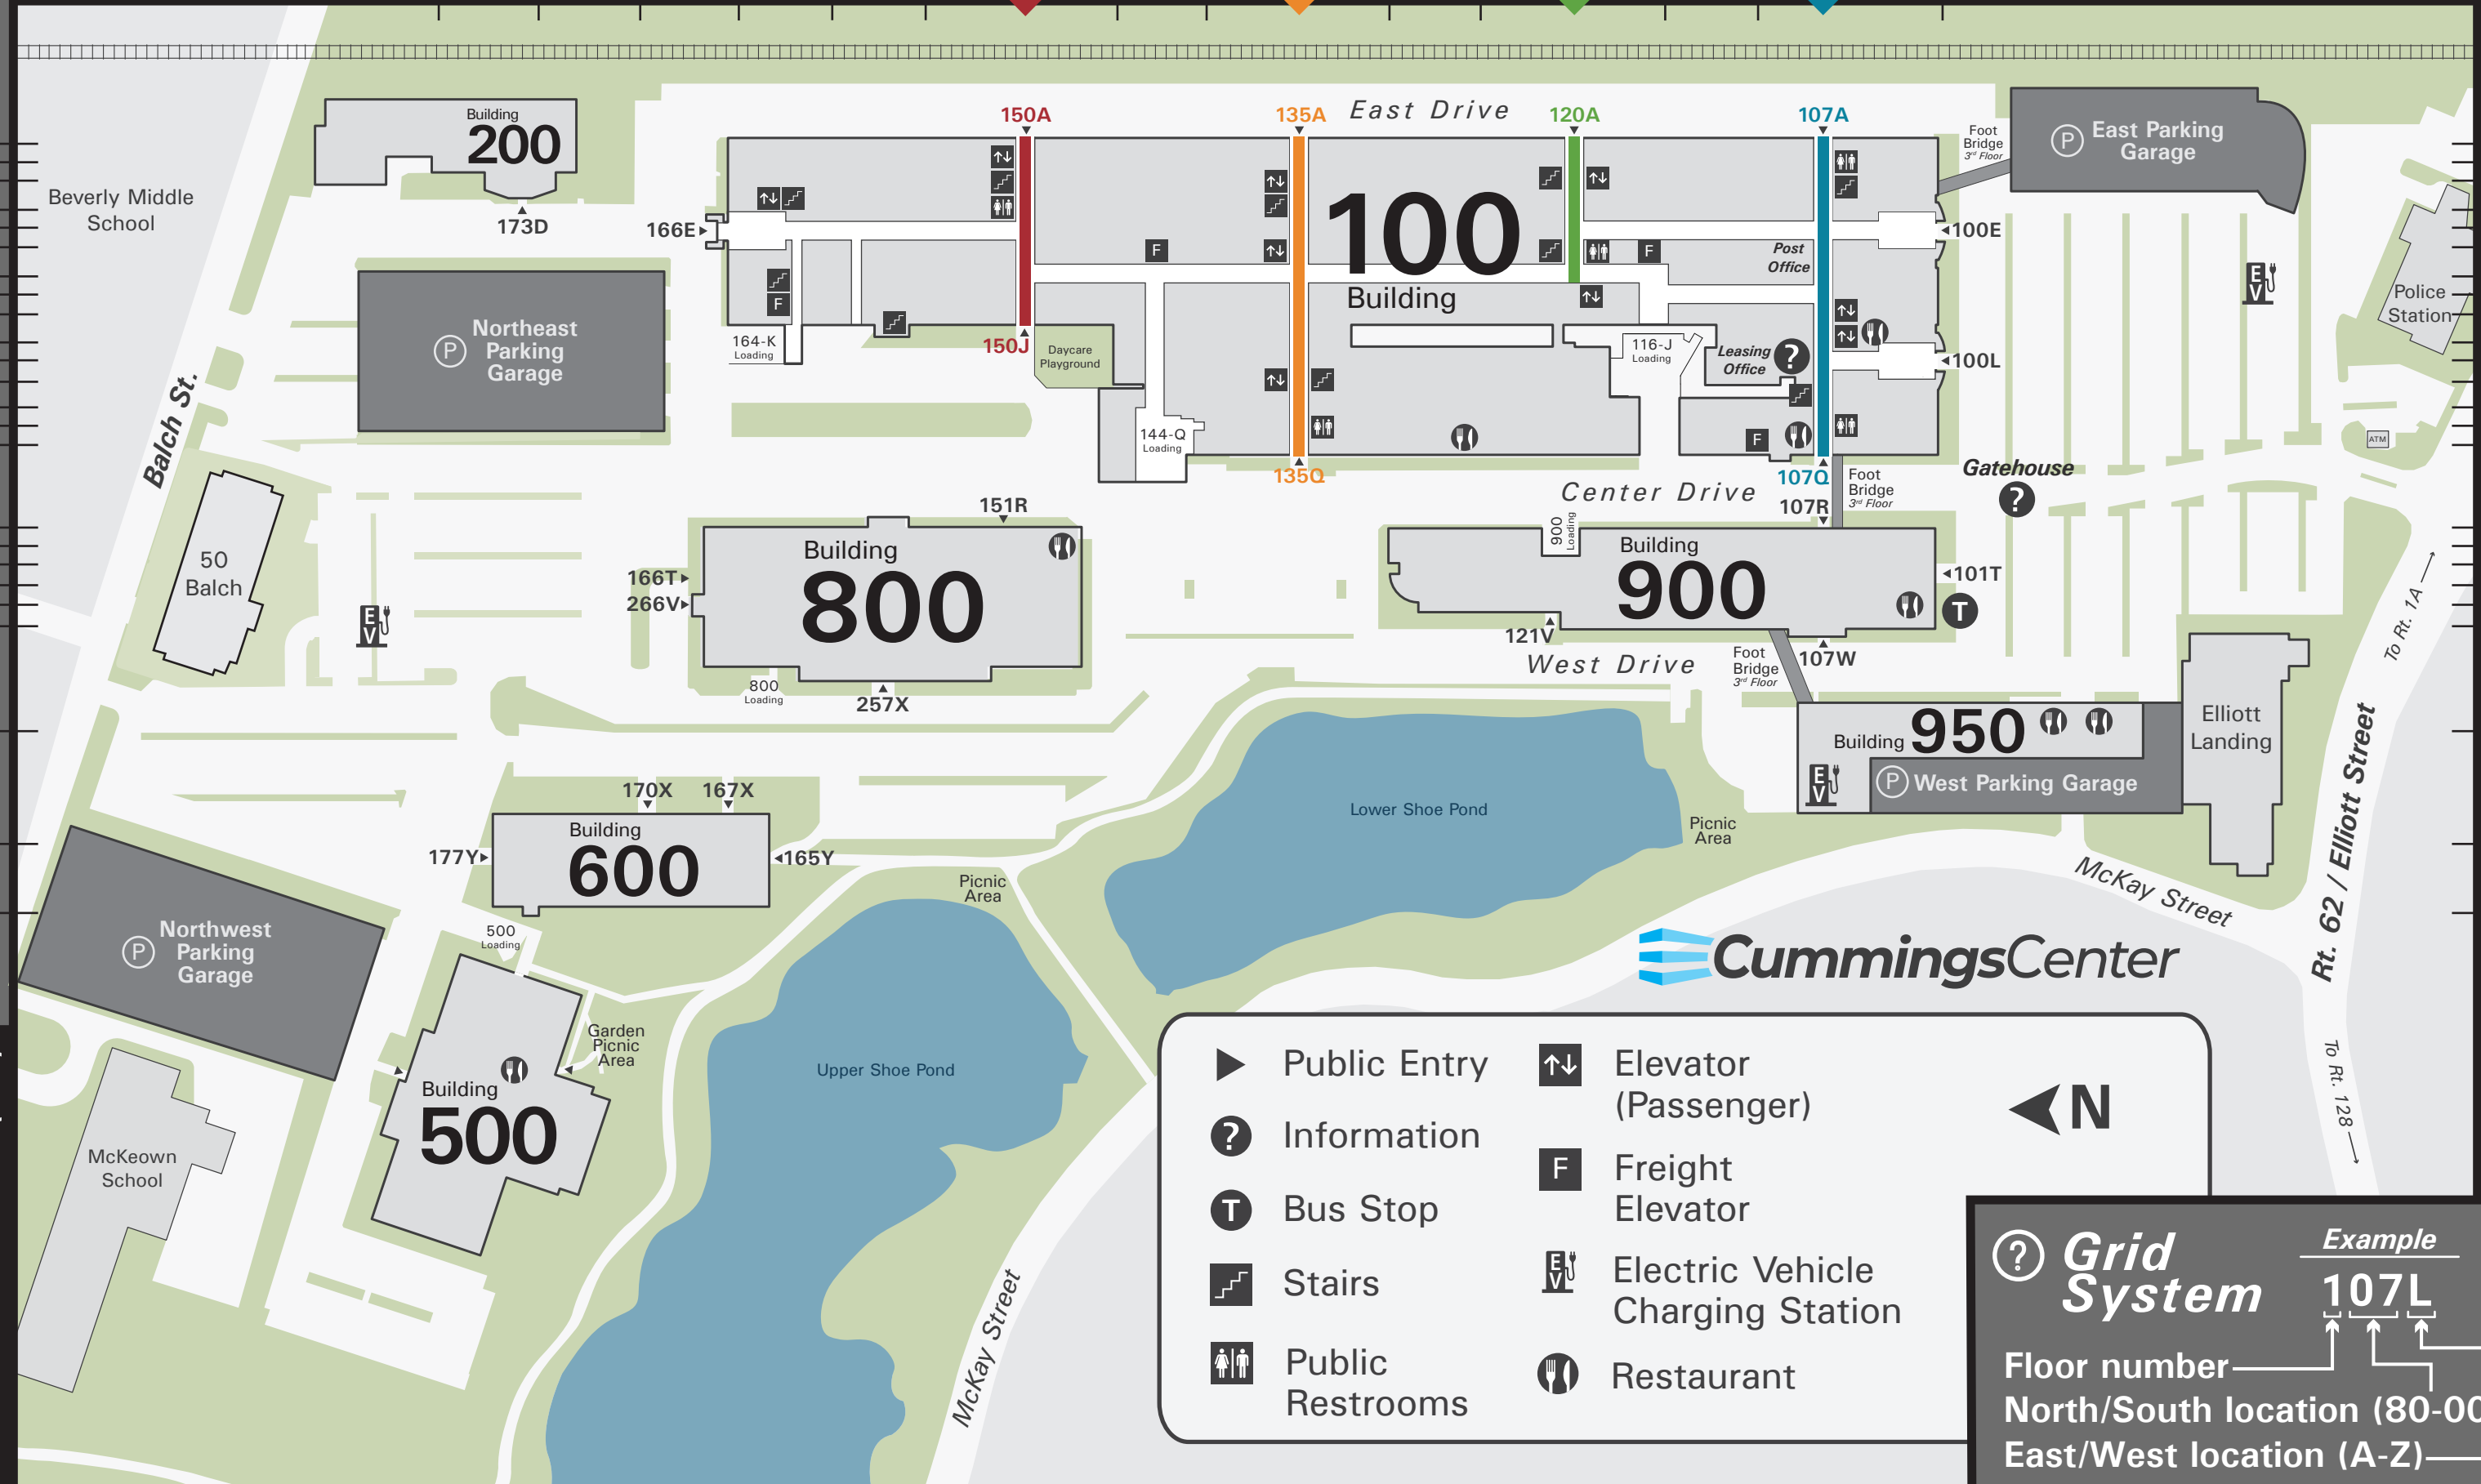 150A
135A
East Drive
120A
107A
Building
200
173D
Beverly Middle
School
166E
100
Building
Post
Office
Foot
Bridge
3rd Floor
P
East Parking
Garage
100E
EV
Police
Station
P
Northeast
Parking
Garage
F
F
F
164-K
Loading
150J
Daycare
Playground
116-J
Loading
Leasing
Office
?
100L
144-Q
Loading
F
ATM
135Q
107Q
Balch St.
Center Drive
Foot
Bridge
3rd Floor
Gatehouse
?
151R
107R
50
Balch
EV
166T
266V
Building
800
900
Loading
Building
900
101T
T
121V
West Drive
Foot
Bridge
3rd Floor
107W
800
Loading
257X
To Rt. 1A
Building 950
EV
P West Parking Garage
Elliott
Landing
Rt. 62 / Elliott Street
170X
167X
Building
600
177Y
165Y
Lower Shoe Pond
Picnic
Area
Picnic
Area
McKay Street
P
Northwest
Parking
Garage
500
Loading
Garden
Picnic
Area
Building
500
McKeown
School
Upper Shoe Pond
McKay Street
CummingsCenter
To Rt. 128
Public Entry
? Information
T Bus Stop
Stairs
Public
Restrooms
Elevator
(Passenger)
F Freight
Elevator
EV Electric Vehicle
Charging Station
Restaurant
N
? Grid
System
Example
107L
Floor number
North/South location (80-00
East/West location (A-Z)